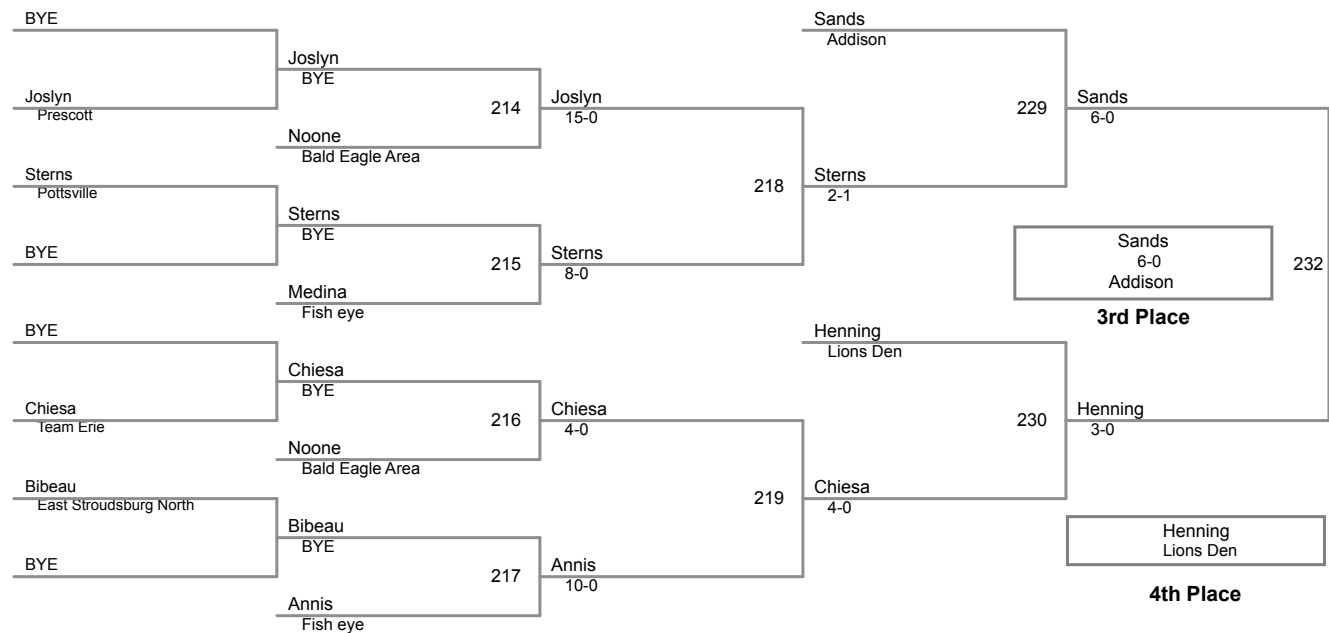 BYE
Sands
Addison
Joslyn
BYE
Joslyn
Prescott
214
Joslyn
15-0
229
Sands
6-0
Noone
Bald Eagle Area
Sterns
Pottsville
218
Sterns
2-1
Sterns
BYE
BYE
215
Sterns
8-0
Sands
6-0
Addison
232
Medina
Fish eye
3rd Place
BYE
Henning
Lions Den
Chiesa
BYE
Chiesa
Team Erie
216
Chiesa
4-0
230
Henning
3-0
Noone
Bald Eagle Area
Bibeau
East Stroudsburg North
219
Chiesa
4-0
Bibeau
BYE
Henning
Lions Den
BYE
217
Annis
10-0
4th Place
Annis
Fish eye